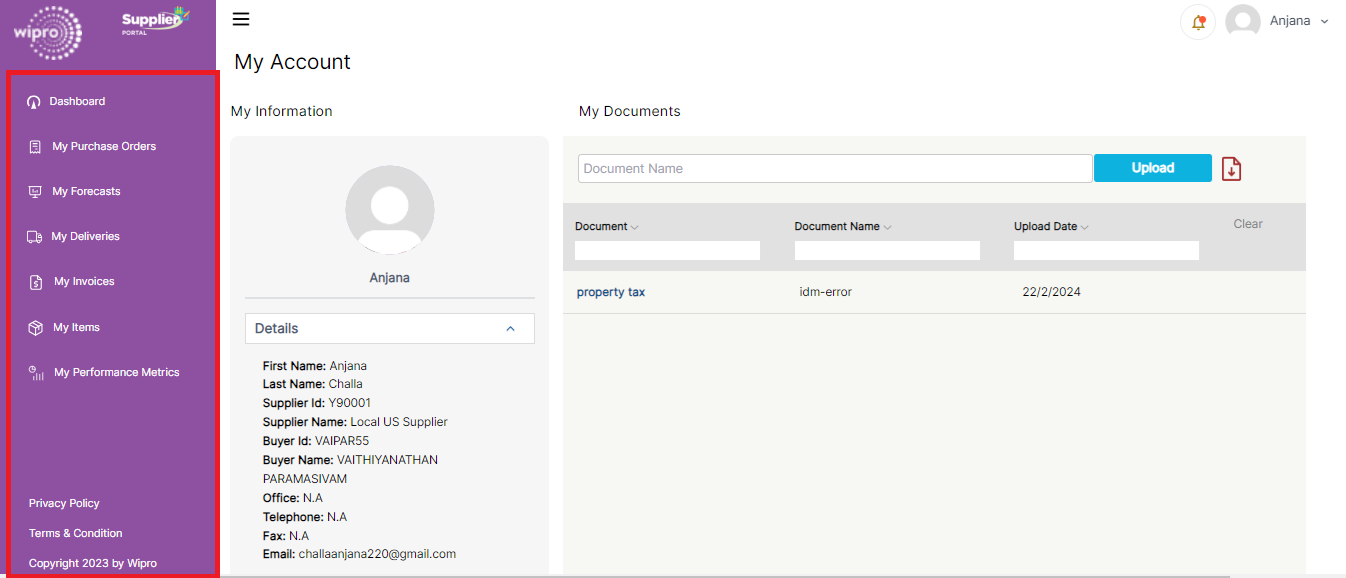 wipro
Supplier
PORTAL
Anjana
My Account
Dashboard
My Purchase Orders
My Forecasts
My Deliveries
My Invoices
My Items
My Performance Metrics
Privacy Policy
Terms & Condition
Copyright 2023 by Wipro
My Information
Anjana
Details
First Name: Anjana
Last Name: Challa
Supplier Id: Y90001
Supplier Name: Local US Supplier
Buyer Id: VAIPAR55
Buyer Name: VAITHIYANATHAN
PARAMASIVAM
Office: N.A
Telephone: N.A
Fax: N.A
Email: challaanjana220@gmail.com
My Documents
Document Name
Upload
Document Document Name Upload Date Clear
property tax idm-error 22/2/2024